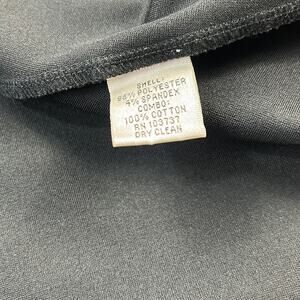 SHELL:
96% POLYESTER
4% SPANDEX
COMBO:
100% COTTON
RN 103737
DRY CLEAN